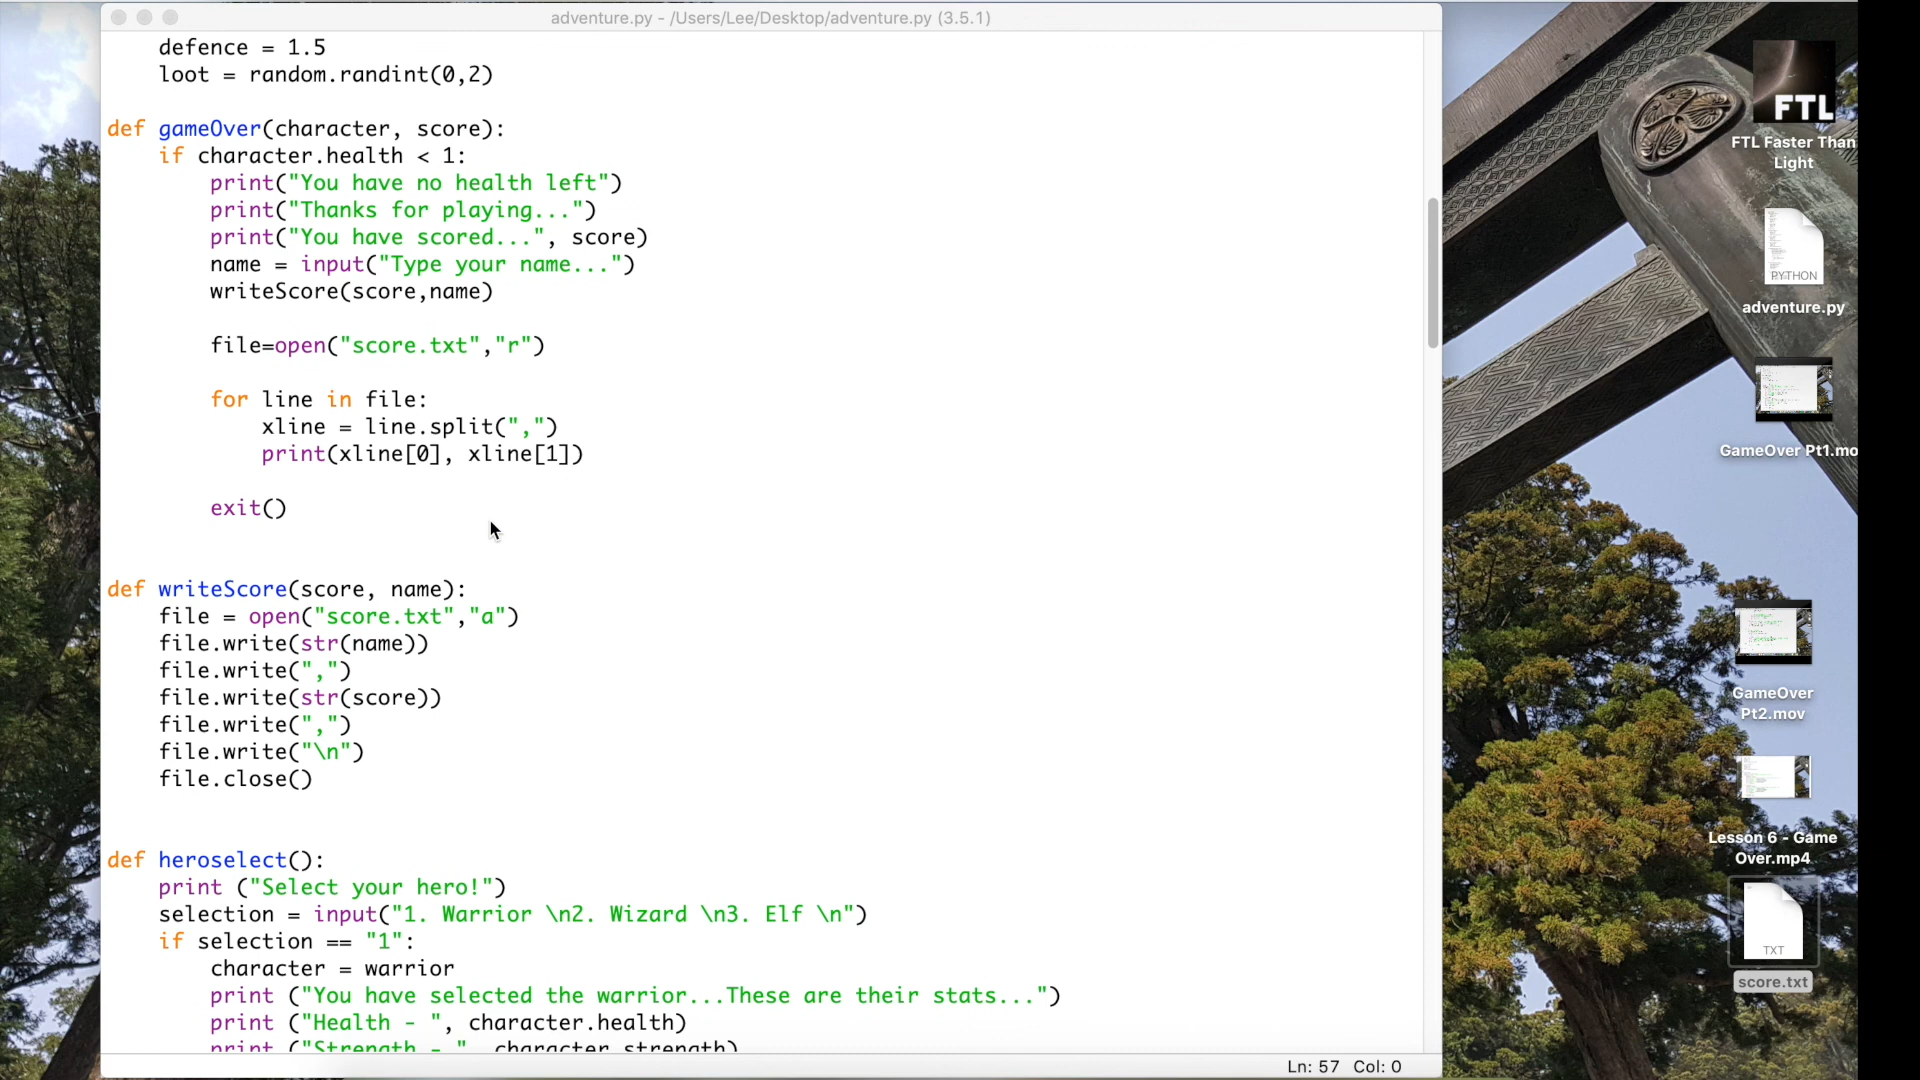 adventure.py - /Users/Lee/Desktop/adventure.py (3.5.1)
    defence = 1.5
    loot = random.randint(0,2)
def gameOver(character, score):
    if character.health < 1:
        print("You have no health left")
        print("Thanks for playing...")
        print("You have scored...", score)
        name = input("Type your name...")
        writeScore(score,name)
        file=open("score.txt","r")
        for line in file:
            xline = line.split(",")
            print(xline[0], xline[1])
        exit()
def writeScore(score, name):
    file = open("score.txt","a")
    file.write(str(name))
    file.write(",")
    file.write(str(score))
    file.write(",")
    file.write("\n")
    file.close()
def heroselect():
    print ("Select your hero!")
    selection = input("1. Warrior \n2. Wizard \n3. Elf \n")
    if selection == "1":
        character = warrior
        print ("You have selected the warrior...These are their stats...")
        print ("Health - ", character.health)
        print ("Strength - ", character.strength)
Ln: 57 Col: 0
FTL
FTL Faster Than
Light
PYTHON
adventure.py
GameOver Pt1.mo
GameOver
Pt2.mov
Lesson 6 - Game
Over.mp4
TXT
score.txt